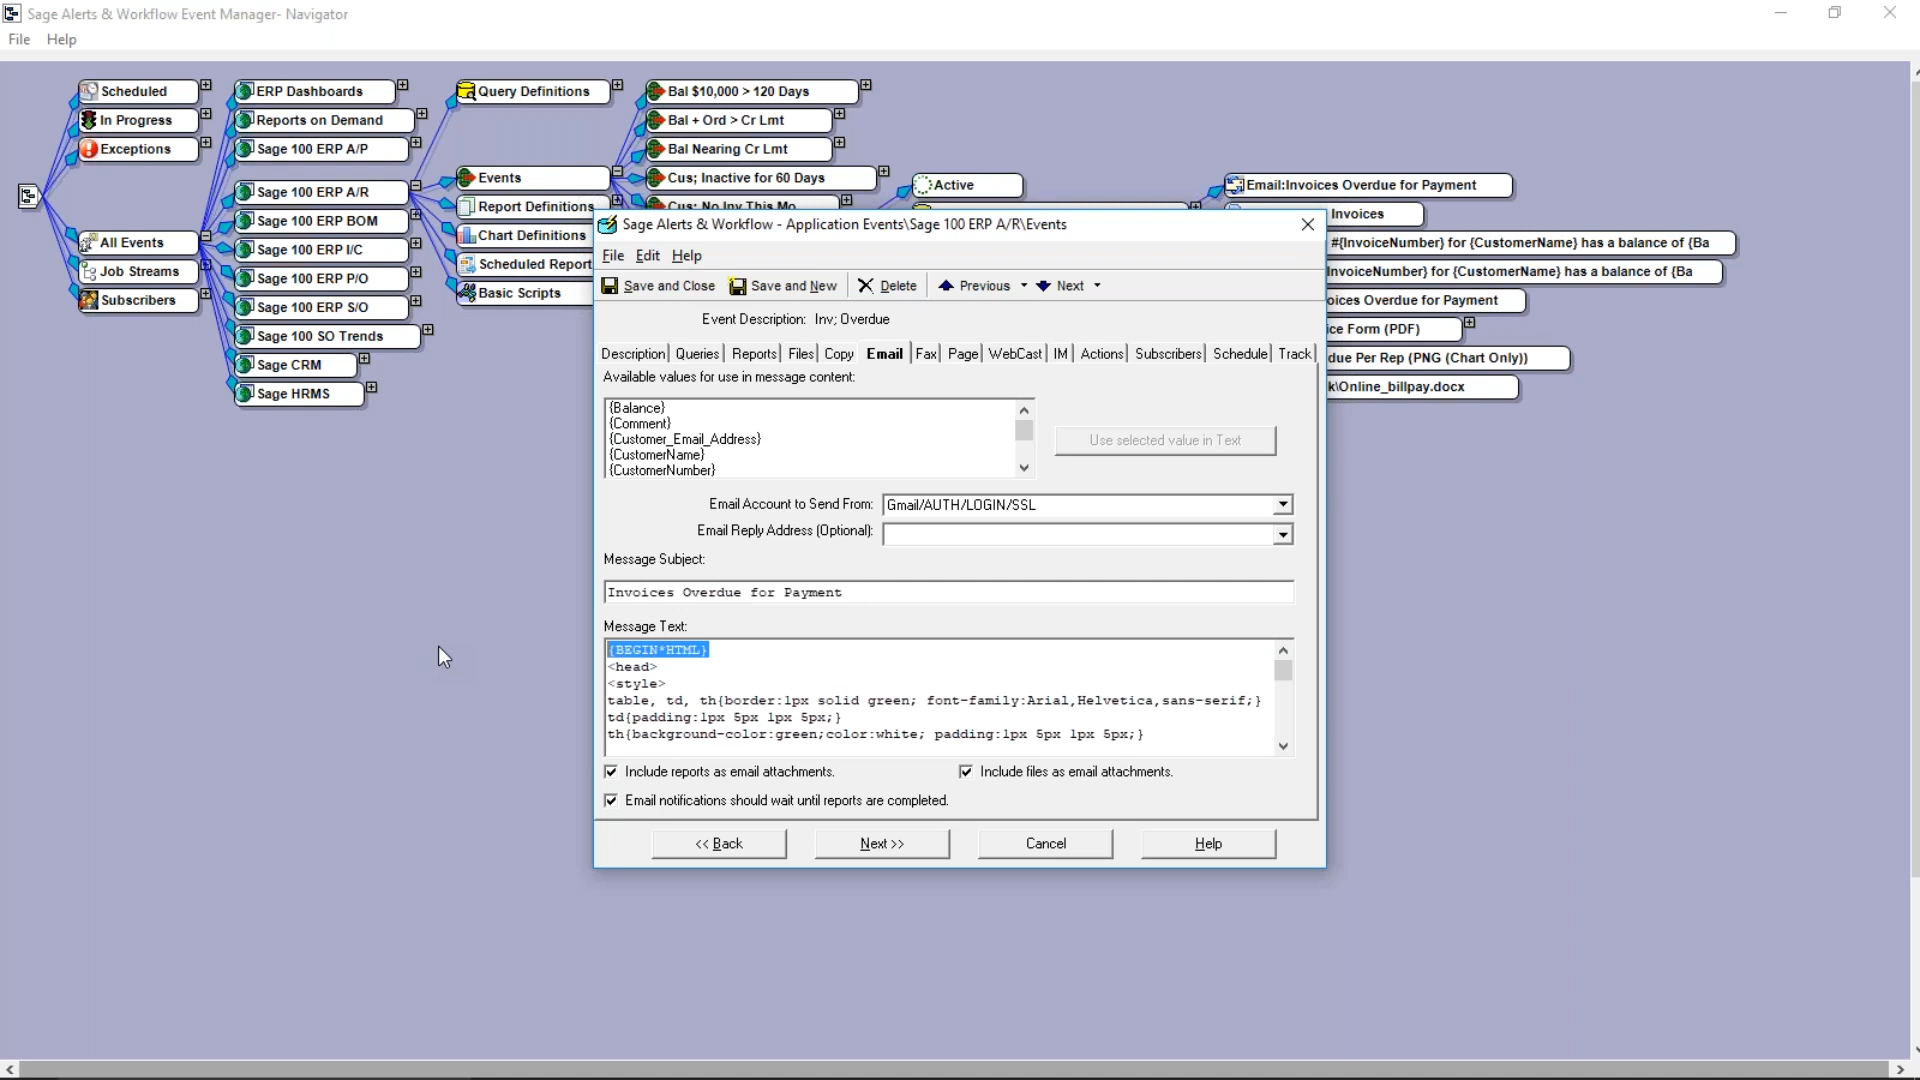 Sage Alerts & Workflow Event Manager- Navigator
File Help
Scheduled
In Progress
Exceptions
All Events
Job Streams
Subscribers
ERP Dashboards
Reports on Demand
Sage 100 ERP A/P
Sage 100 ERP A/R
Sage 100 ERP BOM
Sage 100 ERP I/C
Sage 100 ERP P/O
Sage 100 ERP S/O
Sage 100 SO Trends
Sage CRM
Sage HRMS
Query Definitions
Events
Report Definitions
Chart Definitions
Scheduled Report
Basic Scripts
Bal $10,000 > 120 Days
Bal + Ord > Cr Lmt
Bal Nearing Cr Lmt
Cus; Inactive for 60 Days
Cus; No Inv This Mo
Active
Email:Invoices Overdue for Payment
Invoices
#{InvoiceNumber} for {CustomerName} has a balance of {Ba
InvoiceNumber} for {CustomerName} has a balance of {Ba
oices Overdue for Payment
ice Form (PDF)
due Per Rep (PNG (Chart Only))
k\Online_billpay.docx
Sage Alerts & Workflow - Application Events\Sage 100 ERP A/R\Events
File Edit Help
Save and Close Save and New Delete Previous Next
Event Description: Inv; Overdue
Description Queries Reports Files Copy Email Fax Page WebCast IM Actions Subscribers Schedule Track
Available values for use in message content:
{Balance}
{Comment}
{Customer_Email_Address}
{CustomerName}
{CustomerNumber}
Use selected value in Text
Email Account to Send From: Gmail/AUTH/LOGIN/SSL
Email Reply Address (Optional):
Message Subject:
Invoices Overdue for Payment
Message Text:
{BEGIN*HTML}
<head>
<style>
table, td, th{border:1px solid green; font-family:Arial,Helvetica,sans-serif;}
td{padding:1px 5px 1px 5px;}
th{background-color:green;color:white; padding:1px 5px 1px 5px;}
Include reports as email attachments. Include files as email attachments.
Email notifications should wait until reports are completed.
<< Back Next >> Cancel Help